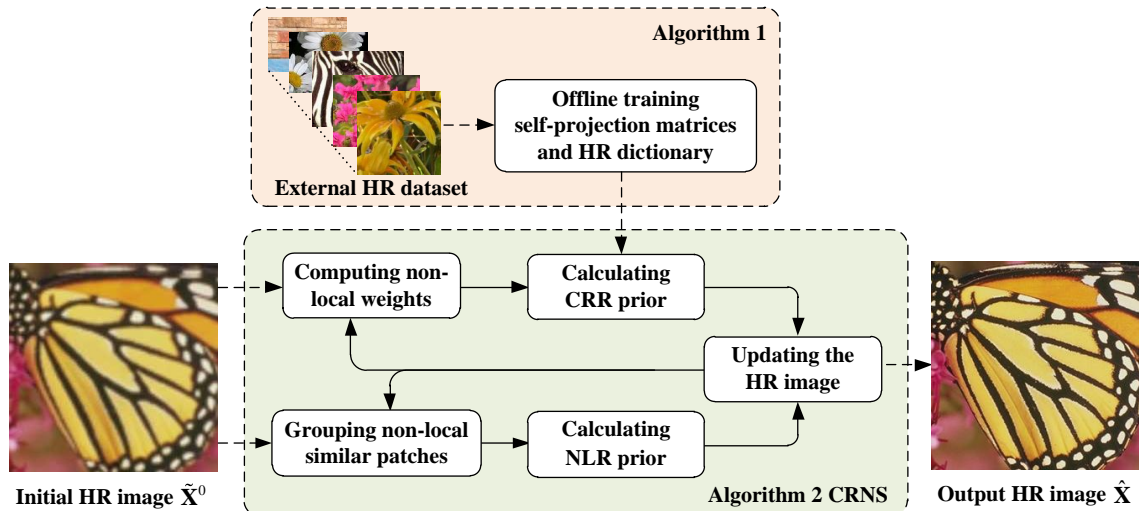 Algorithm 1
Offline training
self-projection matrices
and HR dictionary
External HR dataset
Computing non-
local weights
Calculating
CRR prior
Updating the
HR image
Grouping non-local
similar patches
Calculating
NLR prior
Algorithm 2 CRNS
Initial HR image X̃⁰
Output HR image X̂